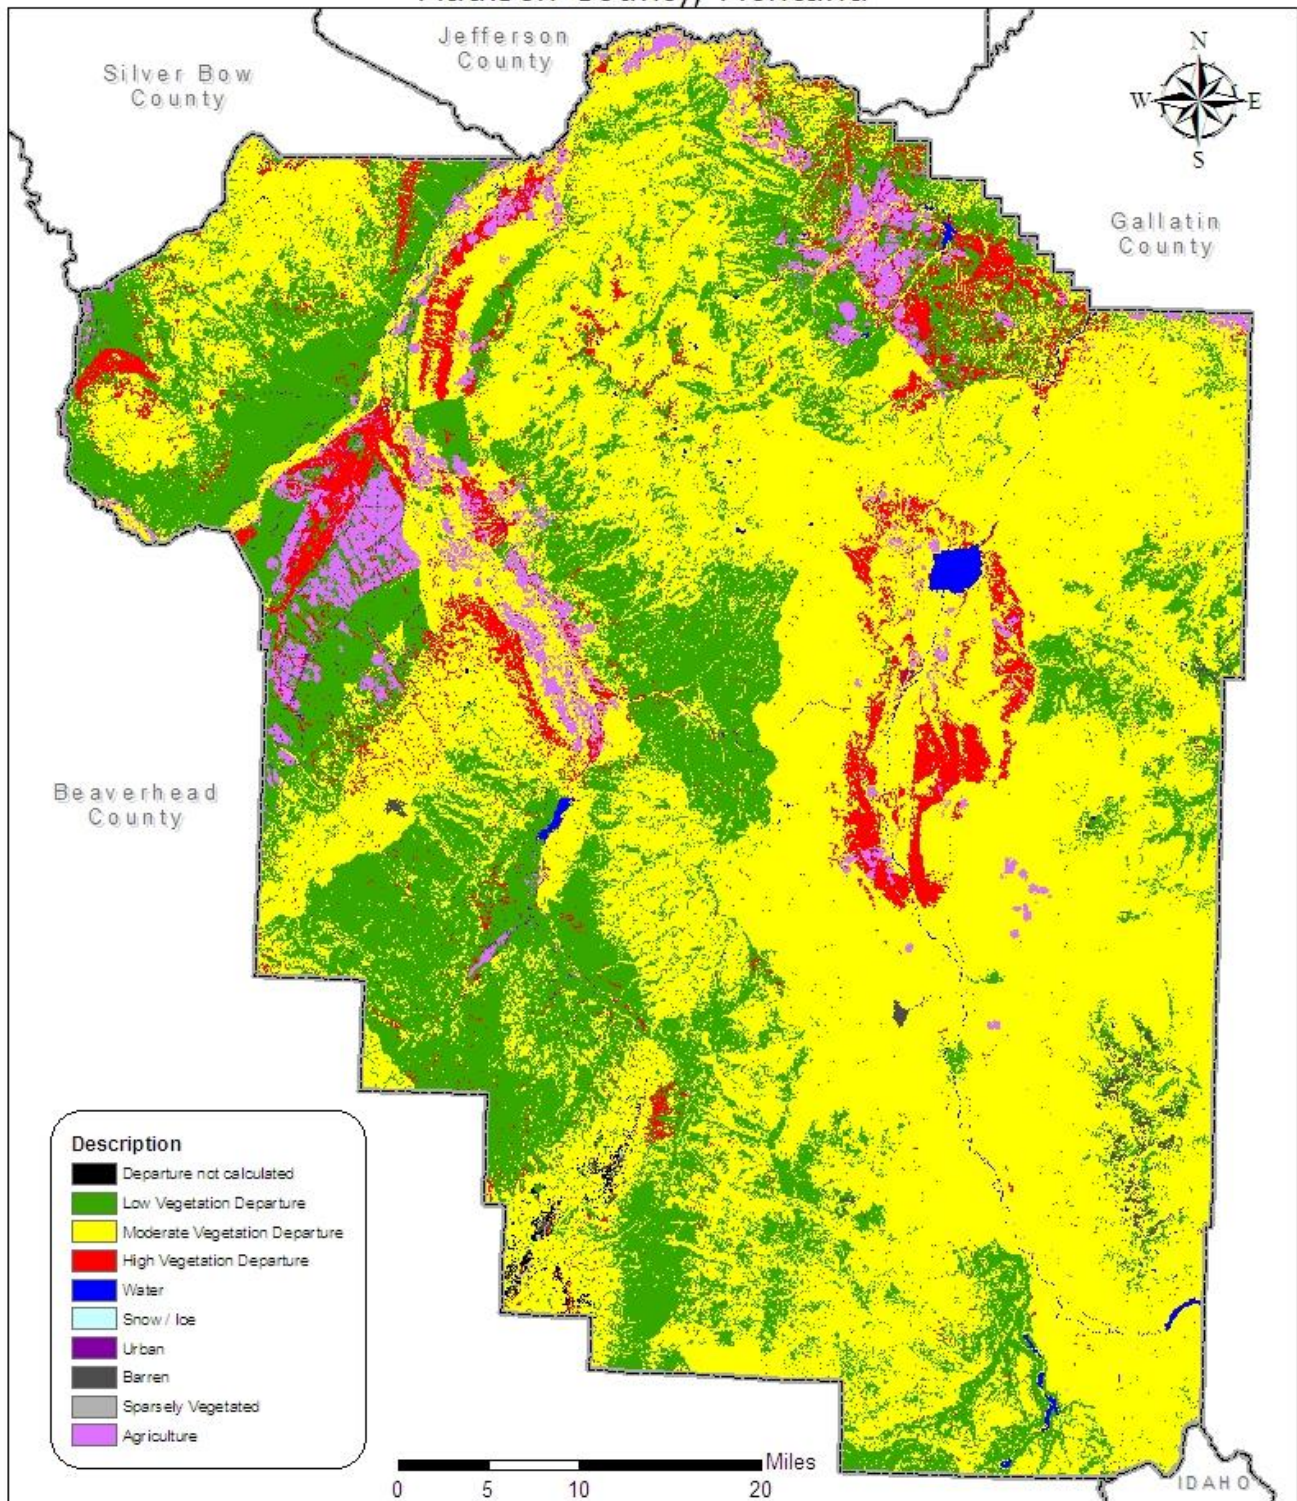 Jefferson
County
Silver Bow
County
N
W
E
S
Gallatin
County
Beaverhead
County
Description
Departure not calculated
Low Vegetation Departure
Moderate Vegetation Departure
High Vegetation Departure
Water
Snow / Ice
Urban
Barren
Sparsely Vegetated
Agriculture
Miles
0 5 10 20
IDAHO